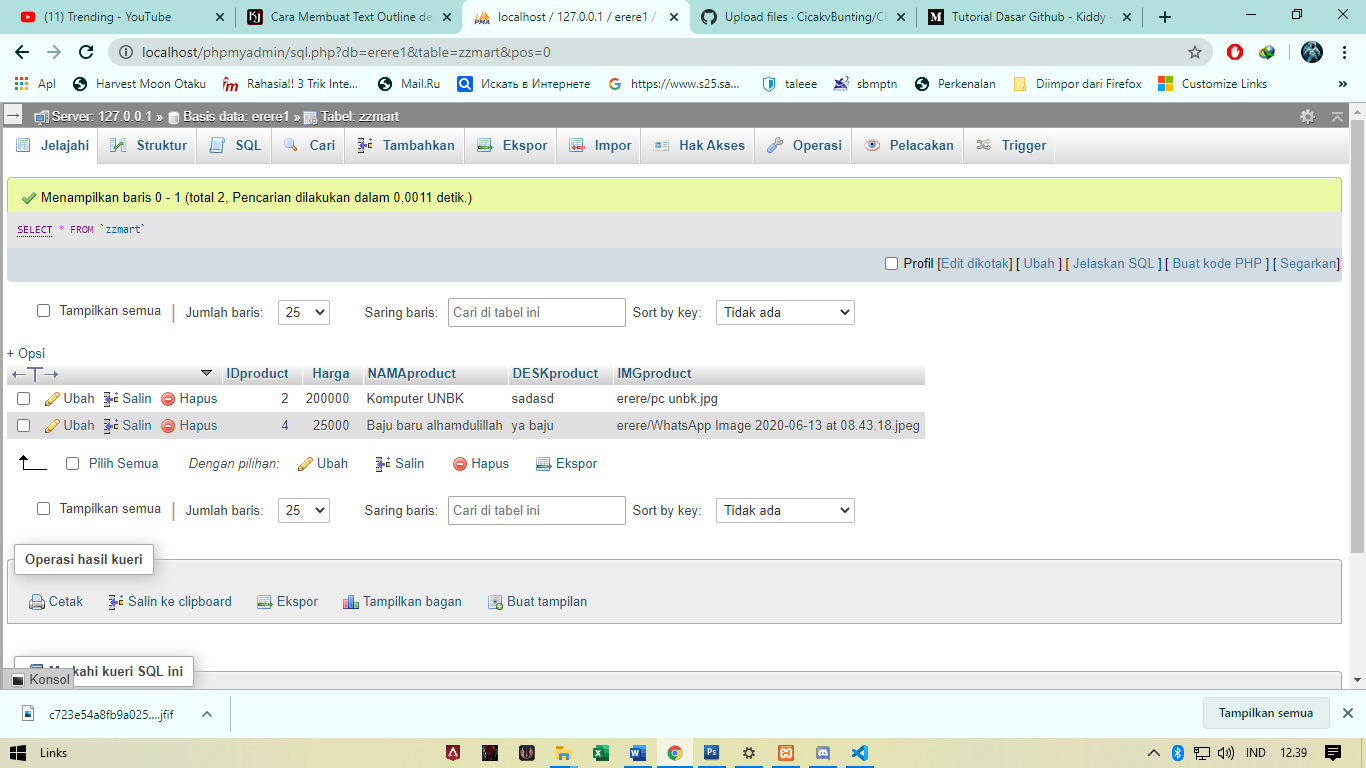 (11) Trending - YouTube
Cara Membuat Text Outline de
localhost / 127.0.0.1 / erere1 /
Upload files · CicakvBunting/CF
Tutorial Dasar Github - Kiddy -
localhost/phpmyadmin/sql.php?db=erere1&table=zzmart&pos=0
Apl
Harvest Moon Otaku
Rahasia!! 3 Trik Inte...
Mail.Ru
Искать в Интернете
https://www.s25.sa...
taleee
sbmptn
Perkenalan
Diimpor dari Firefox
Customize Links
»
Server: 127.0.0.1 » Basis data: erere1 » Tabel: zzmart
Jelajahi
Struktur
SQL
Cari
Tambahkan
Ekspor
Impor
Hak Akses
Operasi
Pelacakan
Trigger
Menampilkan baris 0 - 1 (total 2, Pencarian dilakukan dalam 0,0011 detik.)
SELECT * FROM `zzmart`
Profil [Edit dikotak] [ Ubah ] [ Jelaskan SQL ] [ Buat kode PHP ] [ Segarkan]
Tampilkan semua | Jumlah baris: 25 Saring baris: Cari di tabel ini Sort by key: Tidak ada
+ Opsi
IDproduct Harga NAMAproduct DESKproduct IMGproduct
Ubah Salin Hapus 2 200000 Komputer UNBK sadasd erere/pc unbk.jpg
Ubah Salin Hapus 4 25000 Baju baru alhamdulillah ya baju erere/WhatsApp Image 2020-06-13 at 08.43.18.jpeg
Pilih Semua Dengan pilihan: Ubah Salin Hapus Ekspor
Tampilkan semua | Jumlah baris: 25 Saring baris: Cari di tabel ini Sort by key: Tidak ada
Operasi hasil kueri
Cetak Salin ke clipboard Ekspor Tampilkan bagan Buat tampilan
kahi kueri SQL ini
Konsol
c723e54a8fb9a025....jfif
Tampilkan semua
Links
IND
12.39